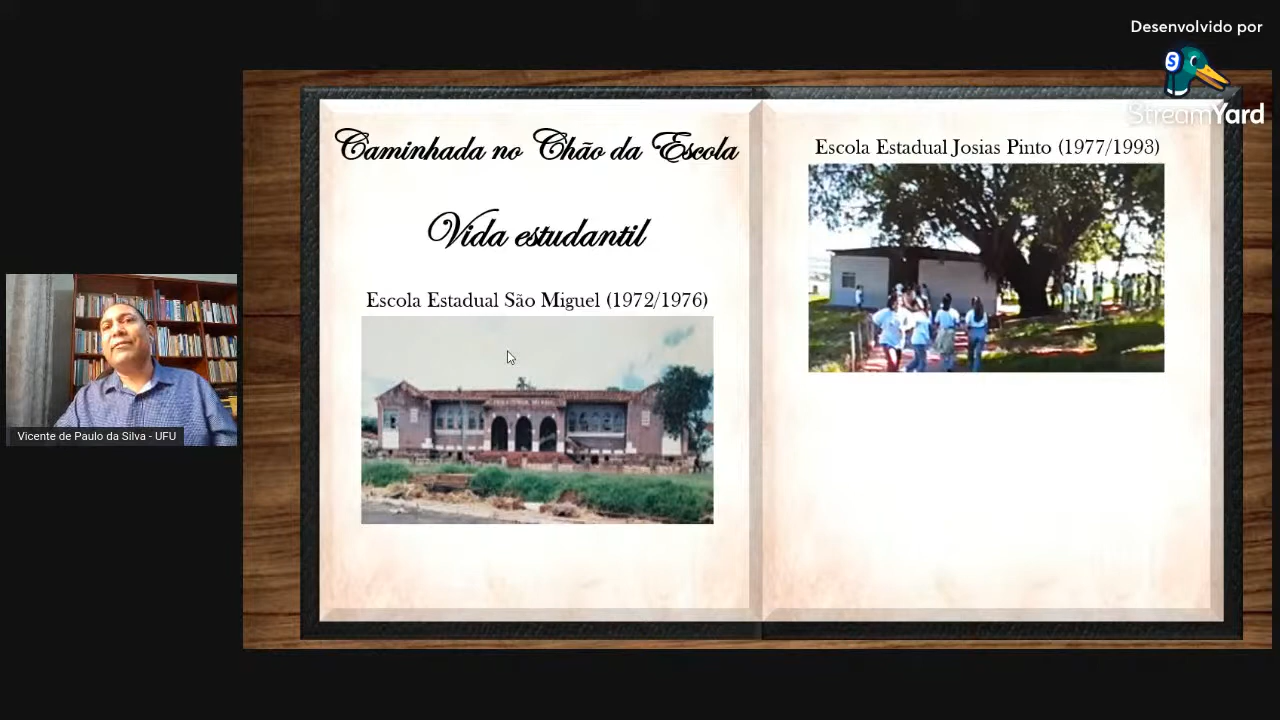 Desenvolvido por
StreamYard
Caminhada no Chão da Escola
Vida estudantil
Escola Estadual São Miguel (1972/1976)
Escola Estadual Josias Pinto (1977/1993)
Vicente de Paulo da Silva - UFU